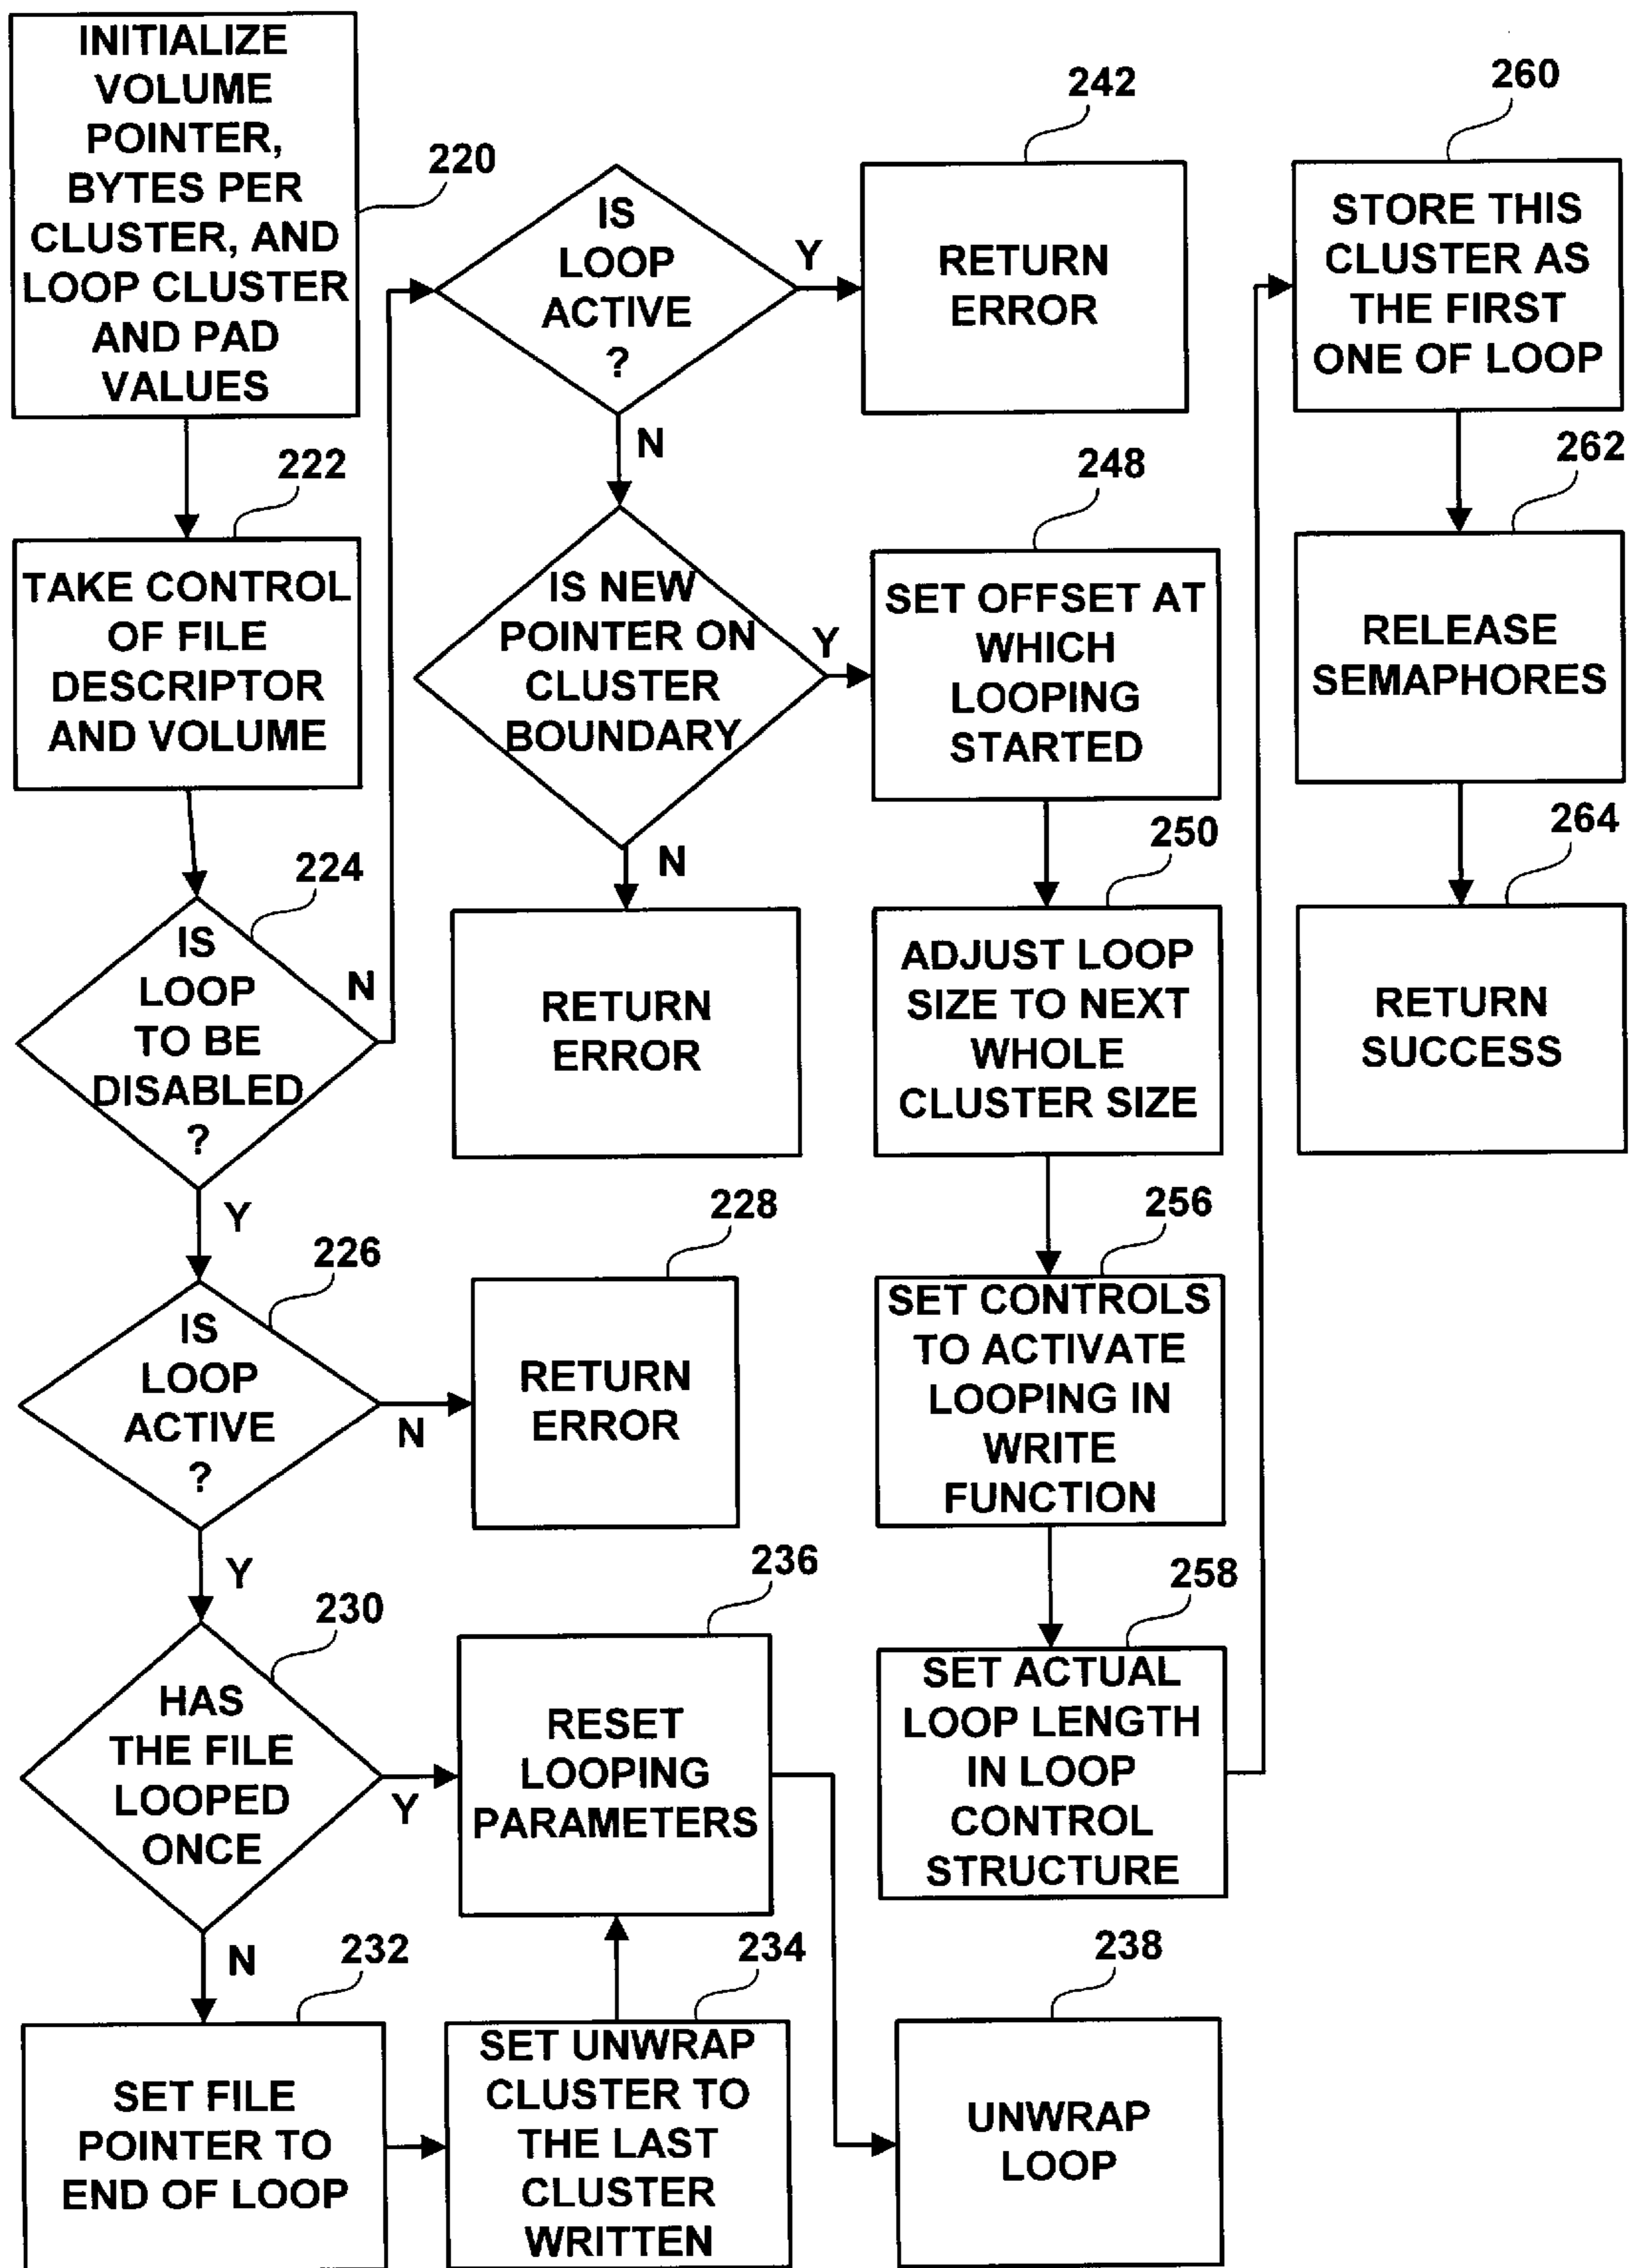 INITIALIZE
VOLUME
POINTER,
BYTES PER
CLUSTER, AND
LOOP CLUSTER
AND PAD
VALUES
220
222
TAKE CONTROL
OF FILE
DESCRIPTOR
AND VOLUME
224
IS
LOOP
TO BE
DISABLED
?
N
Y
226
IS
LOOP
ACTIVE
?
N
Y
228
RETURN
ERROR
230
HAS
THE FILE
LOOPED
ONCE
Y
N
232
SET FILE
POINTER TO
END OF LOOP
234
SET UNWRAP
CLUSTER TO
THE LAST
CLUSTER
WRITTEN
236
RESET
LOOPING
PARAMETERS
238
UNWRAP
LOOP
IS
LOOP
ACTIVE
?
Y
N
242
RETURN
ERROR
IS NEW
POINTER ON
CLUSTER
BOUNDARY
Y
N
RETURN
ERROR
248
SET OFFSET AT
WHICH
LOOPING
STARTED
250
ADJUST LOOP
SIZE TO NEXT
WHOLE
CLUSTER SIZE
256
SET CONTROLS
TO ACTIVATE
LOOPING IN
WRITE
FUNCTION
258
SET ACTUAL
LOOP LENGTH
IN LOOP
CONTROL
STRUCTURE
260
STORE THIS
CLUSTER AS
THE FIRST
ONE OF LOOP
262
RELEASE
SEMAPHORES
264
RETURN
SUCCESS